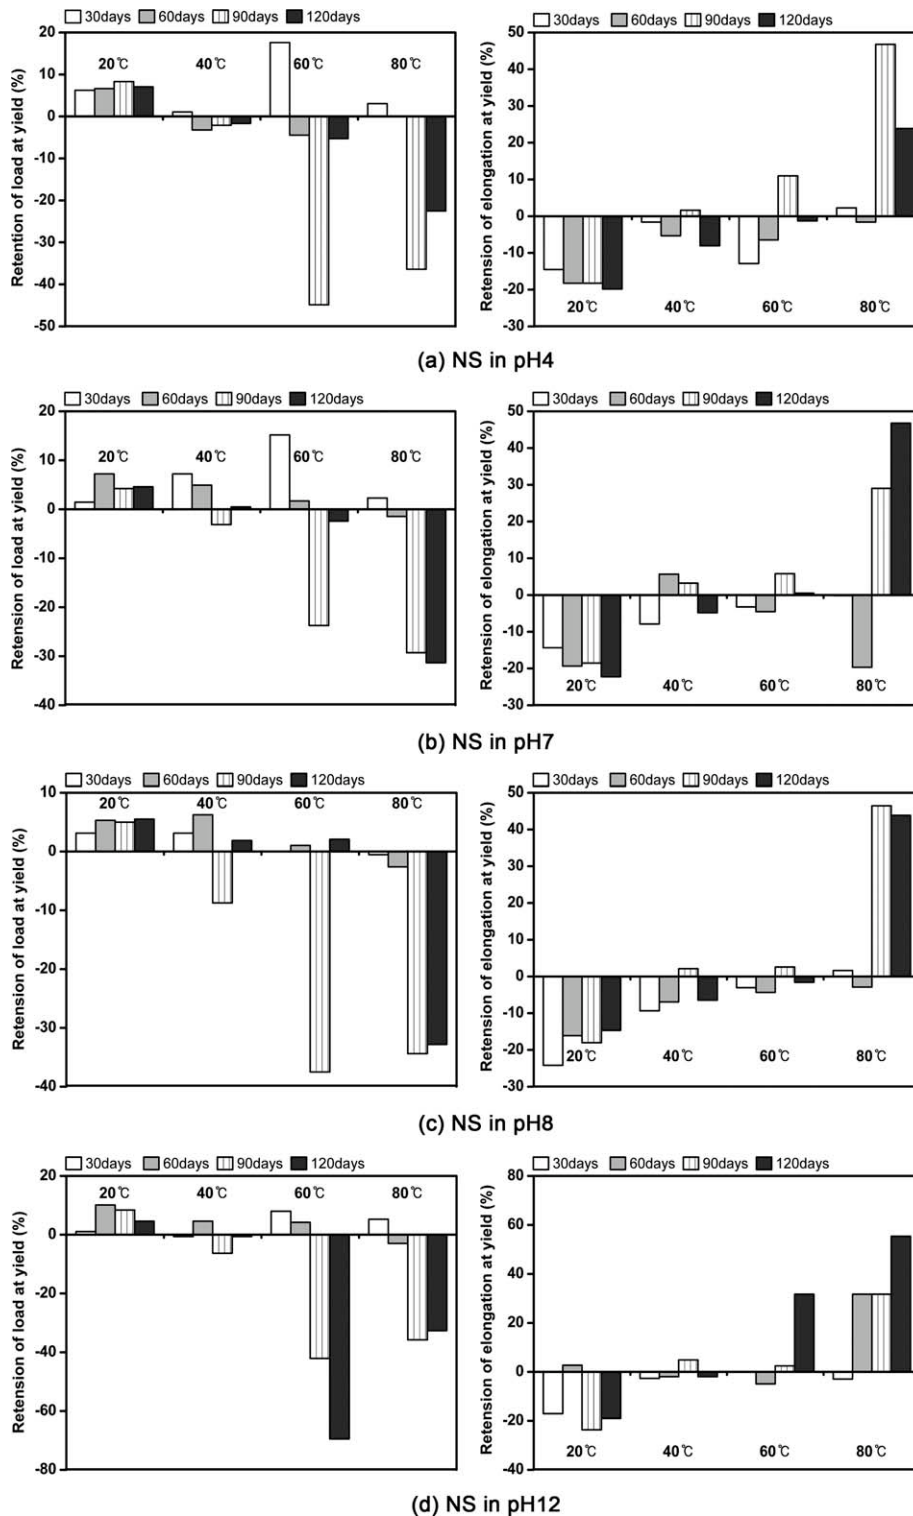 30days 60days 90days 120days
30days 60days 90days 120days
Retention of load at yield (%)
20
10
0
-10
-20
-30
-40
-50
20℃ 40℃ 60℃ 80℃
Retension of elongation at yield (%)
50
40
30
20
10
0
-10
-20
-30
20℃ 40℃ 60℃ 80℃
(a) NS in pH4
30days 60days 90days 120days
30days 60days 90days 120days
Retension of load at yield (%)
20
10
0
-10
-20
-30
-40
20℃ 40℃ 60℃ 80℃
Retension of elongation at yield (%)
50
40
30
20
10
0
-10
-20
-30
20℃ 40℃ 60℃ 80℃
(b) NS in pH7
30days 60days 90days 120days
30days 60days 90days 120days
Retension of load at yield (%)
10
0
-10
-20
-30
-40
20℃ 40℃ 60℃ 80℃
Retension of elongation at yield (%)
50
40
30
20
10
0
-10
-20
-30
20℃ 40℃ 60℃ 80℃
(c) NS in pH8
30days 60days 90days 120days
30days 60days 90days 120days
Retension of load at yield (%)
20
0
-20
-40
-60
-80
20℃ 40℃ 60℃ 80℃
Retension of elongation at yield (%)
80
60
40
20
0
-20
-40
20℃ 40℃ 60℃ 80℃
(d) NS in pH12